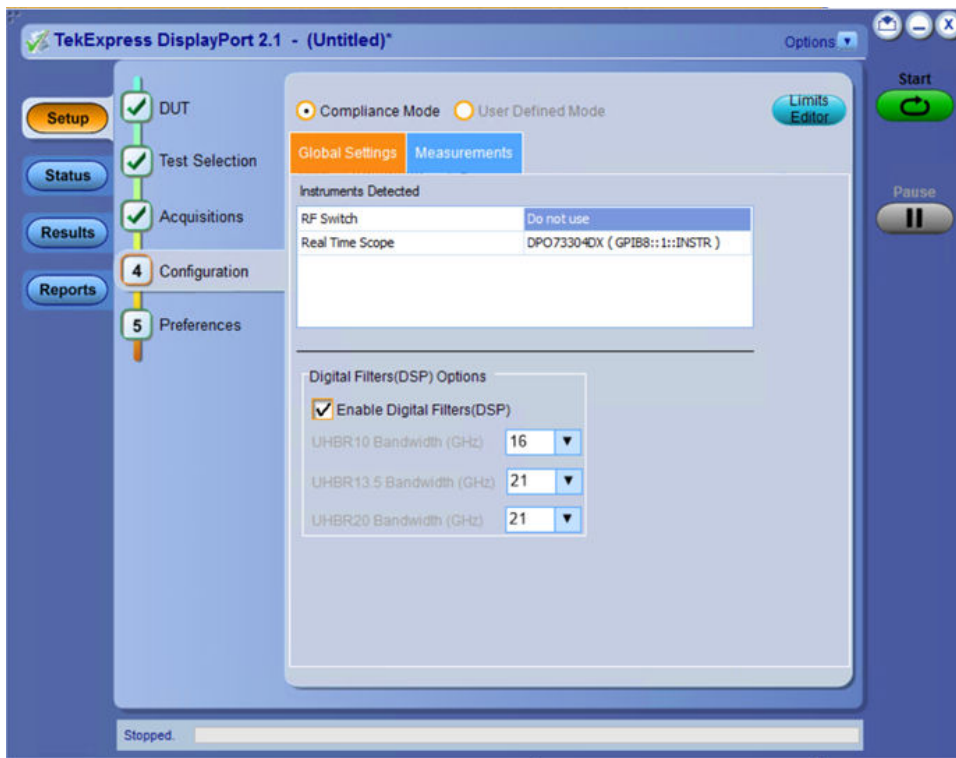 TekExpress DisplayPort 2.1 - (Untitled)*
Options
Start
Pause
Setup
Status
Results
Reports
DUT
Test Selection
Acquisitions
4 Configuration
5 Preferences
Compliance Mode
User Defined Mode
Limits
Editor
Global Settings
Measurements
Instruments Detected
RF Switch Do not use
Real Time Scope DPO73304DX ( GPIB8::1::INSTR )
Digital Filters(DSP) Options
Enable Digital Filters(DSP)
UHBR10 Bandwidth (GHz) 16
UHBR13.5 Bandwidth (GHz) 21
UHBR20 Bandwidth (GHz) 21
Stopped.